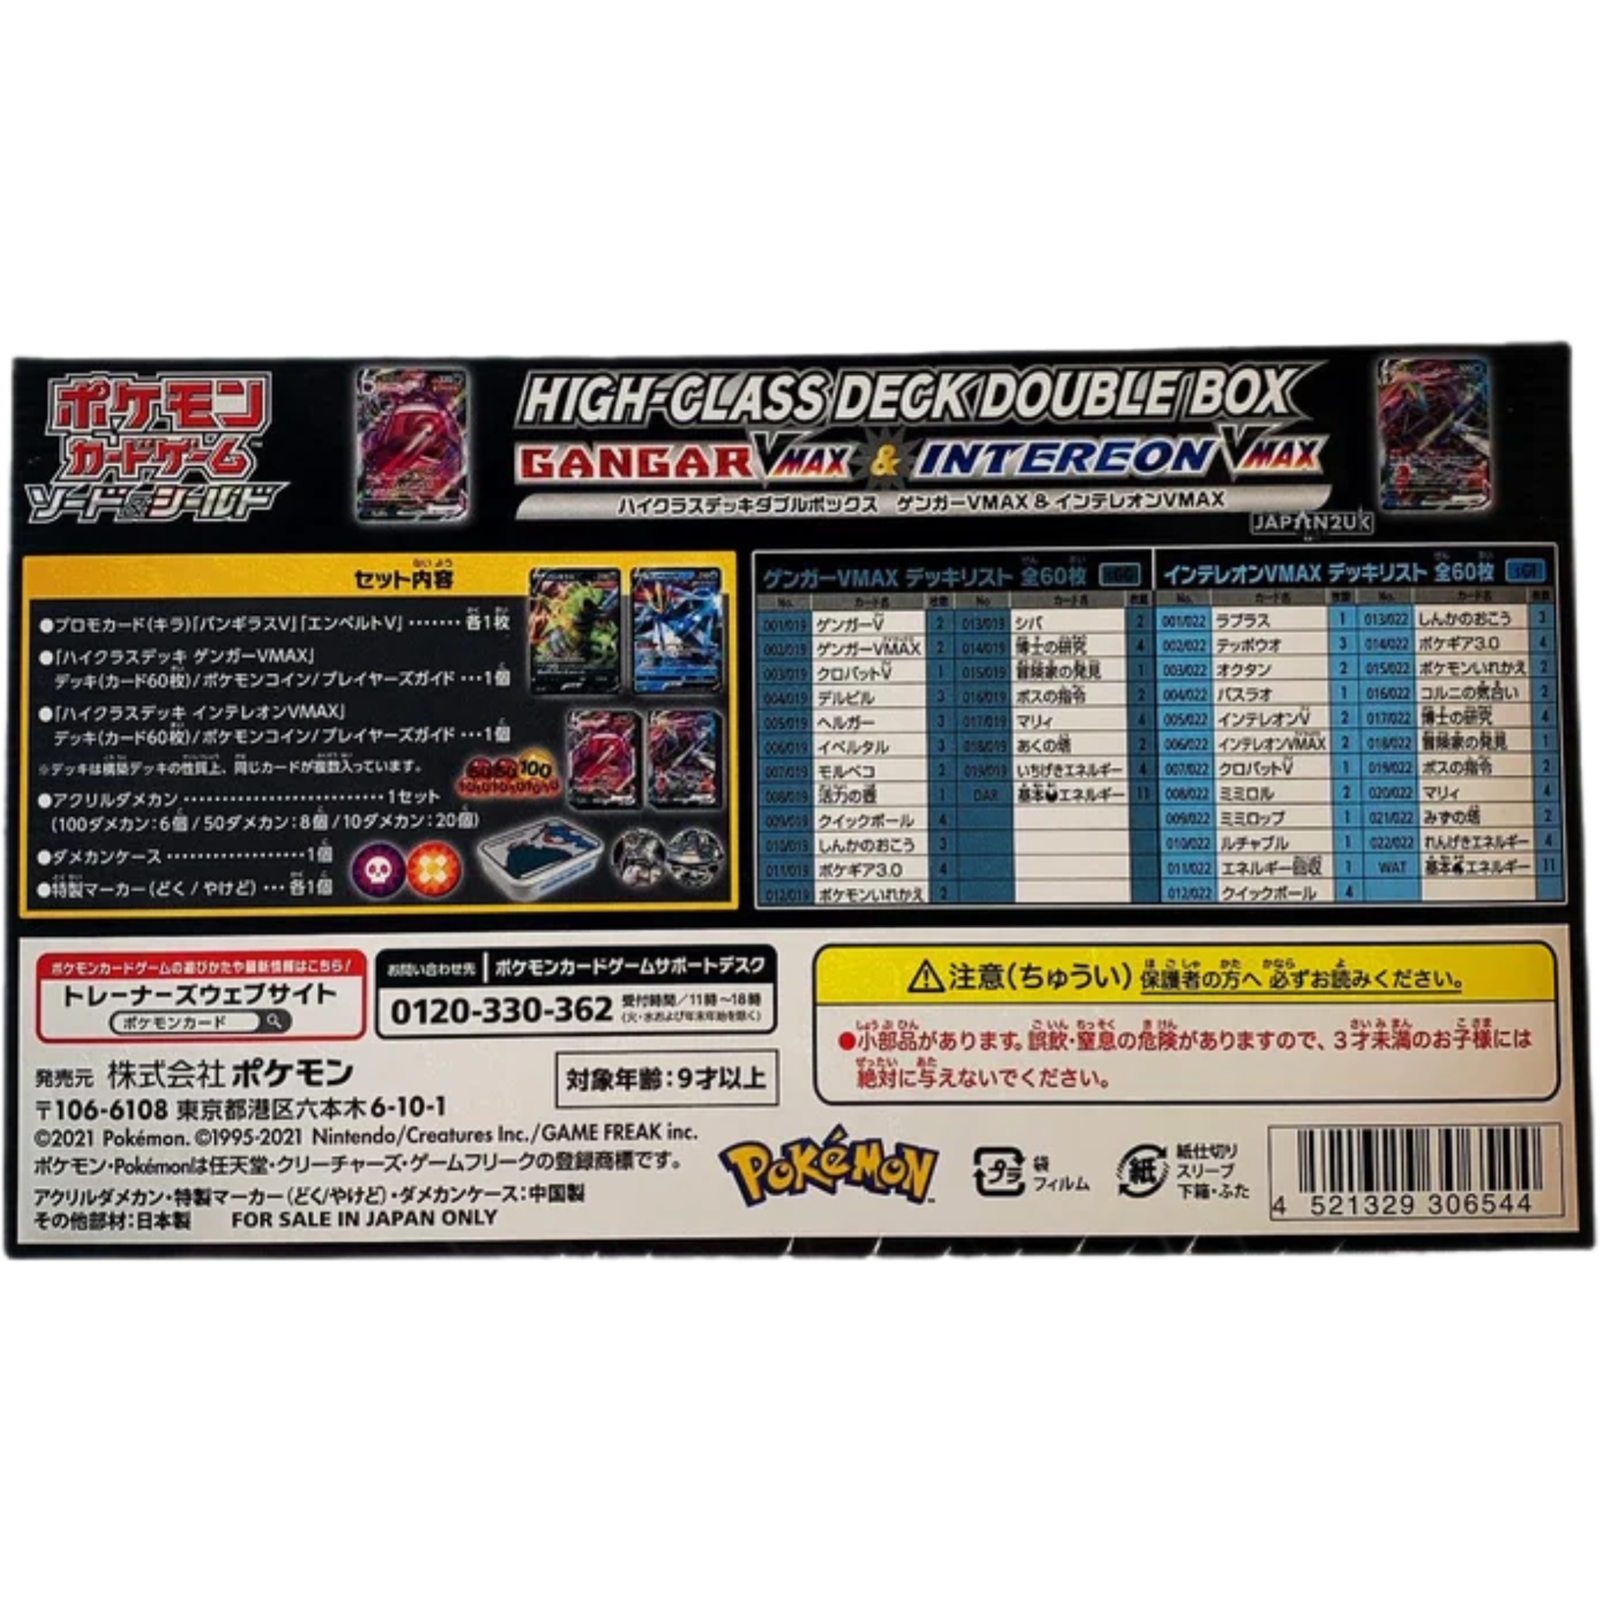 ポケモン
カードゲーム
ソード&シールド
HIGH-CLASS DECK DOUBLE BOX
GANGAR VMAX & INTEREON VMAX
ハイクラスデッキダブルボックス ゲンガーVMAX & インテレオンVMAX
JAPAN2UK
セット内容
ないよう
●プロモカード(キラ)「バンギラスV」「エンペルトV」……各1枚
●「ハイクラスデッキ ゲンガーVMAX」
デッキ(カード60枚)/ポケモンコイン/プレイヤーズガイド…1個
●「ハイクラスデッキ インテレオンVMAX」
デッキ(カード60枚)/ポケモンコイン/プレイヤーズガイド…1個
※デッキは構築デッキの性質上、同じカードが複数入っています。
●アクリルダメカン……1セット
(100ダメカン:6個/50ダメカン:8個/10ダメカン:20個)
●ダメカンケース……1個
●特製マーカー(どく/やけど)…各1個
ゲンガーVMAX デッキリスト 全60枚 sGG
No. カード名 枚数 No. カード名 枚数
001/019 ゲンガーV 2 013/019 シバ 2
002/019 ゲンガーVMAX 2 014/019 博士の研究 4
003/019 クロバットV 1 015/019 冒険家の発見 1
004/019 デルビル 3 016/019 ボスの指令 2
005/019 ヘルガー 3 017/019 マリィ 4
006/019 イベルタル 3 018/019 あくの塔 2
007/019 モルペコ 2 019/019 いちげきエネルギー 4
008/019 活力の壺 1 DAR 基本エネルギー 11
009/019 クイックボール 4
010/019 しんかのおこう 3
011/019 ポケギア3.0 4
012/019 ポケモンいれかえ 2
インテレオンVMAX デッキリスト 全60枚 sGI
No. カード名 枚数 No. カード名 枚数
001/022 ラプラス 1 013/022 しんかのおこう 3
002/022 テッポウオ 3 014/022 ポケギア3.0 4
003/022 オクタン 2 015/022 ポケモンいれかえ 2
004/022 バスラオ 1 016/022 コルニの気合い 2
005/022 インテレオンV 2 017/022 博士の研究 4
006/022 インテレオンVMAX 2 018/022 冒険家の発見 1
007/022 クロバットV 1 019/022 ボスの指令 2
008/022 ミミロル 2 020/022 マリィ 4
009/022 ミミロップ 2 021/022 みずの塔 2
010/022 ルチャブル 1 022/022 れんげきエネルギー 4
011/022 エネルギー回収 1 WAT 基本エネルギー 11
012/022 クイックボール 4
ポケモンカードゲームの遊びかたや最新情報はこちら!
トレーナーズウェブサイト
ポケモンカード
お問い合わせ先 ポケモンカードゲームサポートデスク
0120-330-362 受付時間/11時〜18時
(火・水および年末年始を除く)
発売元 株式会社ポケモン
〒106-6108 東京都港区六本木6-10-1
対象年齢:9才以上
©2021 Pokémon. ©1995-2021 Nintendo/Creatures Inc./GAME FREAK inc.
ポケモン・Pokémonは任天堂・クリーチャーズ・ゲームフリークの登録商標です。
アクリルダメカン・特製マーカー(どく/やけど)・ダメカンケース:中国製
その他部材:日本製 FOR SALE IN JAPAN ONLY
注意(ちゅうい) 保護者の方へ 必ずお読みください。
●小部品があります。誤飲・窒息の危険がありますので、3才未満のお子様には
絶対に与えないでください。
POKéMON
プラ 袋
フィルム
紙 紙仕切り
スリーブ
下箱・ふた
4 521329 306544